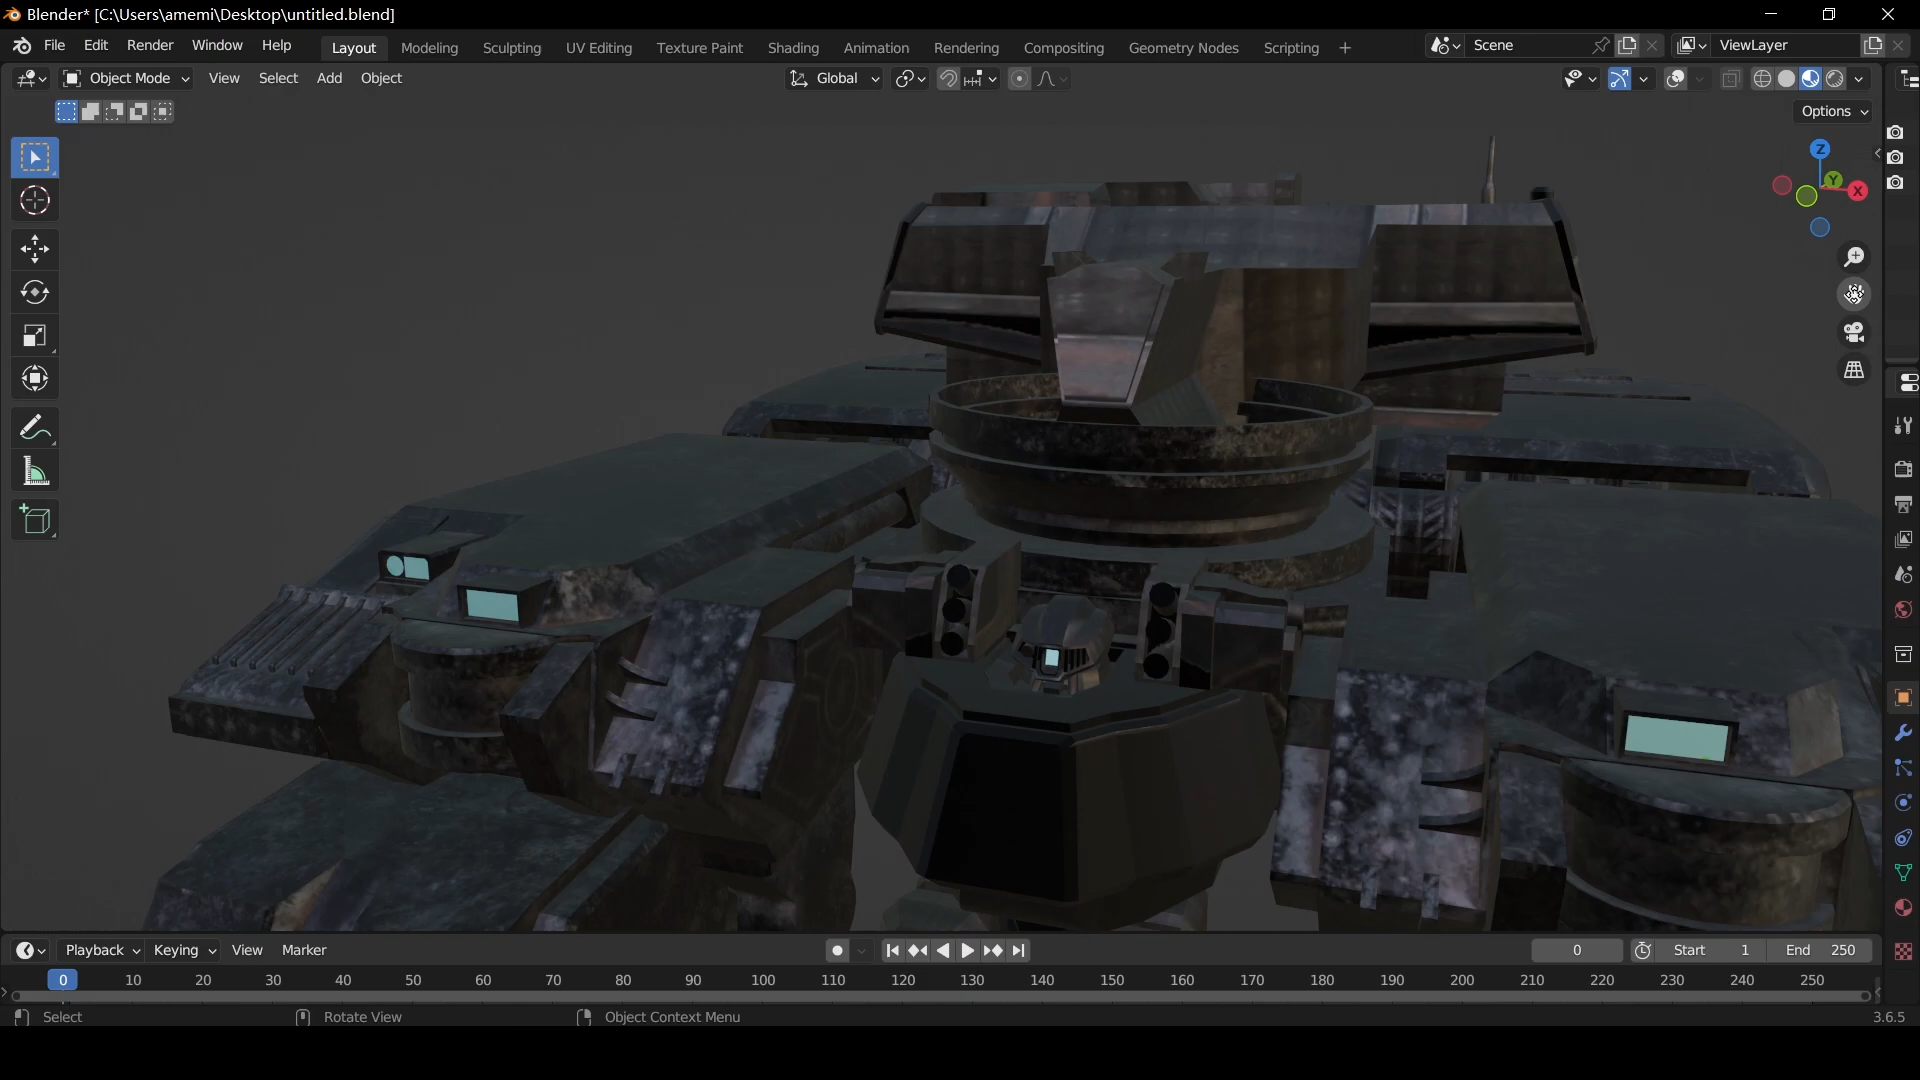 Blender* [C:\Users\amemi\Desktop\untitled.blend]
File Edit Render Window Help Layout Modeling Sculpting UV Editing Texture Paint Shading Animation Rendering Compositing Geometry Nodes Scripting + Scene ViewLayer
Object Mode View Select Add Object Global
Options
Z
Y
X
Playback Keying View Marker 0 Start 1 End 250
0 10 20 30 40 50 60 70 80 90 100 110 120 130 140 150 160 170 180 190 200 210 220 230 240 250
Select Rotate View Object Context Menu 3.6.5